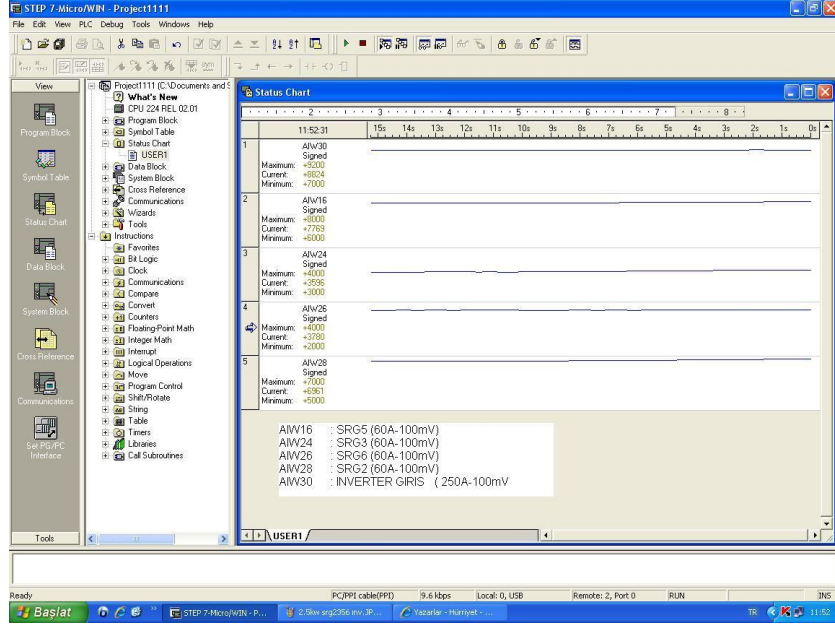 STEP 7-Micro/WIN - Project1111
File Edit View PLC Debug Tools Windows Help
View
Program Block
Symbol Table
Status Chart
Data Block
System Block
Cross Reference
Communications
Set PG/PC
Interface
Tools
Project1111 (C:\Documents and S
What's New
CPU 224 REL 02.01
Program Block
Symbol Table
Status Chart
USER1
Data Block
System Block
Cross Reference
Communications
Wizards
Tools
Instructions
Favorites
Bit Logic
Clock
Communications
Compare
Convert
Counters
Floating-Point Math
Integer Math
Interrupt
Logical Operations
Move
Program Control
Shift/Rotate
String
Table
Timers
Libraries
Call Subroutines
Status Chart
2 3 4 5 6 7 8
11:52:31 15s 14s 13s 12s 11s 10s 9s 8s 7s 6s 5s 4s 3s 2s 1s 0s
1 AIW30
Signed
Maximum: +9200
Current: +8824
Minimum: +7000
2 AIW16
Signed
Maximum: +8000
Current: +7769
Minimum: +6000
3 AIW24
Signed
Maximum: +4000
Current: +3596
Minimum: +3000
4 AIW26
Signed
Maximum: +4000
Current: +3780
Minimum: +2000
5 AIW28
Signed
Maximum: +7000
Current: +6961
Minimum: +5000
AIW16 : SRG5 (60A-100mV)
AIW24 : SRG3 (60A-100mV)
AIW26 : SRG6 (60A-100mV)
AIW28 : SRG2 (60A-100mV)
AIW30 : INVERTER GIRIS ( 250A-100mV
USER1
Ready PC/PPI cable(PPI) 9.6 kbps Local: 0, USB Remote: 2, Port 0 RUN INS
Başlat STEP 7-Micro/WIN - P... 2.5kw srg2356 inv.JP... Yazarlar - Hürriyet - ... TR 11:52